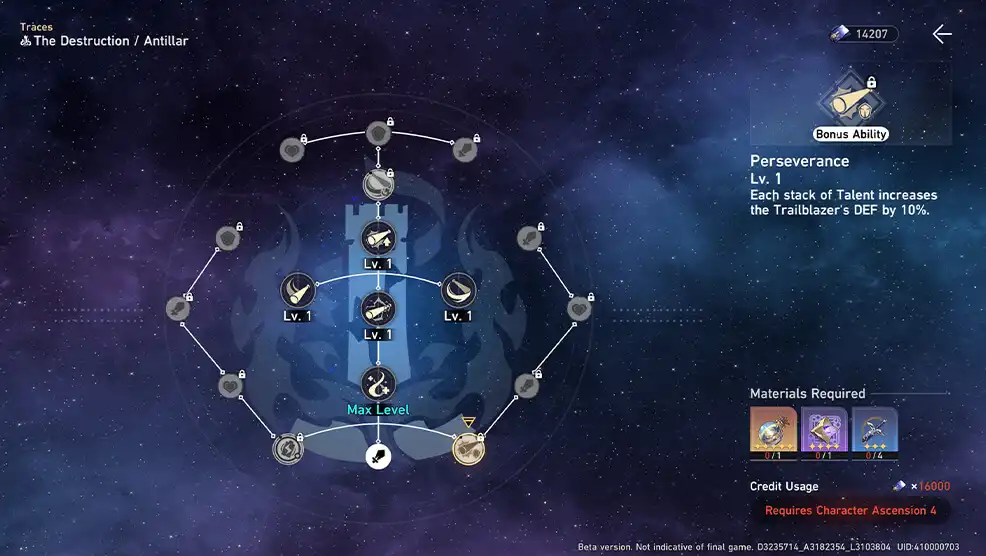 Traces
The Destruction / Antillar
14207
Bonus Ability
Perseverance
Lv. 1
Each stack of Talent increases
the Trailblazer's DEF by 10%.
Lv. 1
Lv. 1
Lv. 1
Lv. 1
Max Level
Materials Required
0/1
0/1
0/4
Credit Usage
×16000
Requires Character Ascension 4
Beta version. Not indicative of final game. D3235714_A3182354_L3103804 UID:410000703